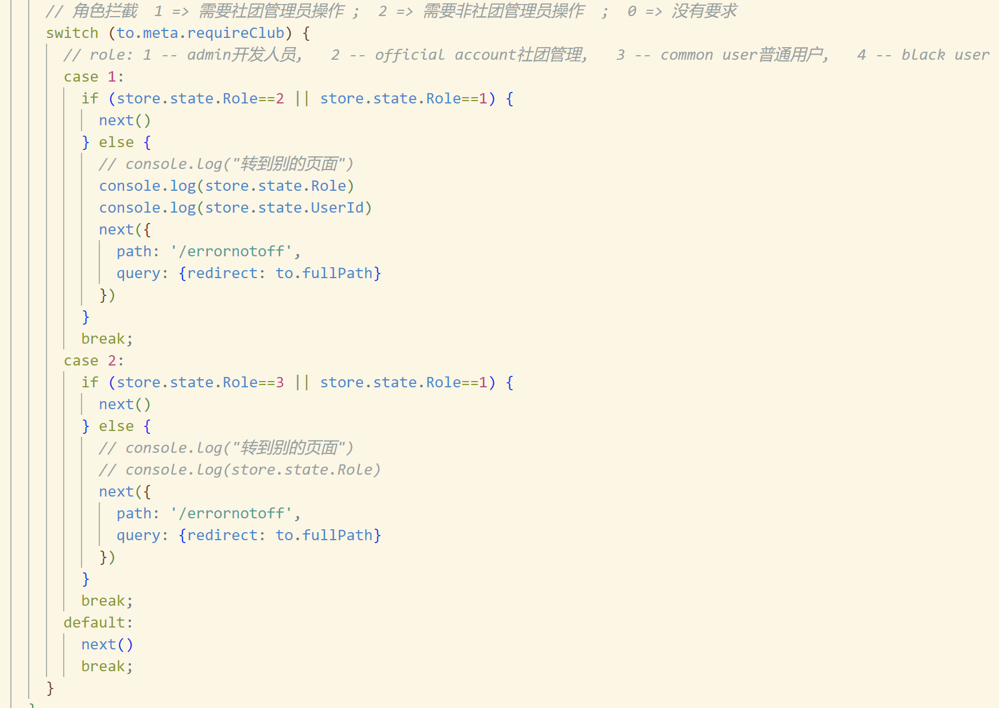 // 角色拦截  1 => 需要社团管理员操作 ;  2 => 需要非社团管理员操作  ;  0 => 没有要求
switch (to.meta.requireClub) {
  // role: 1 -- admin开发人员,   2 -- official account社团管理,   3 -- common user普通用户,   4 -- black user
  case 1:
    if (store.state.Role==2 || store.state.Role==1) {
      next()
    } else {
      // console.log("转到别的页面")
      console.log(store.state.Role)
      console.log(store.state.UserId)
      next({
        path: '/errornotoff',
        query: {redirect: to.fullPath}
      })
    }
    break;
  case 2:
    if (store.state.Role==3 || store.state.Role==1) {
      next()
    } else {
      // console.log("转到别的页面")
      // console.log(store.state.Role)
      next({
        path: '/errornotoff',
        query: {redirect: to.fullPath}
      })
    }
    break;
  default:
    next()
    break;
}
}